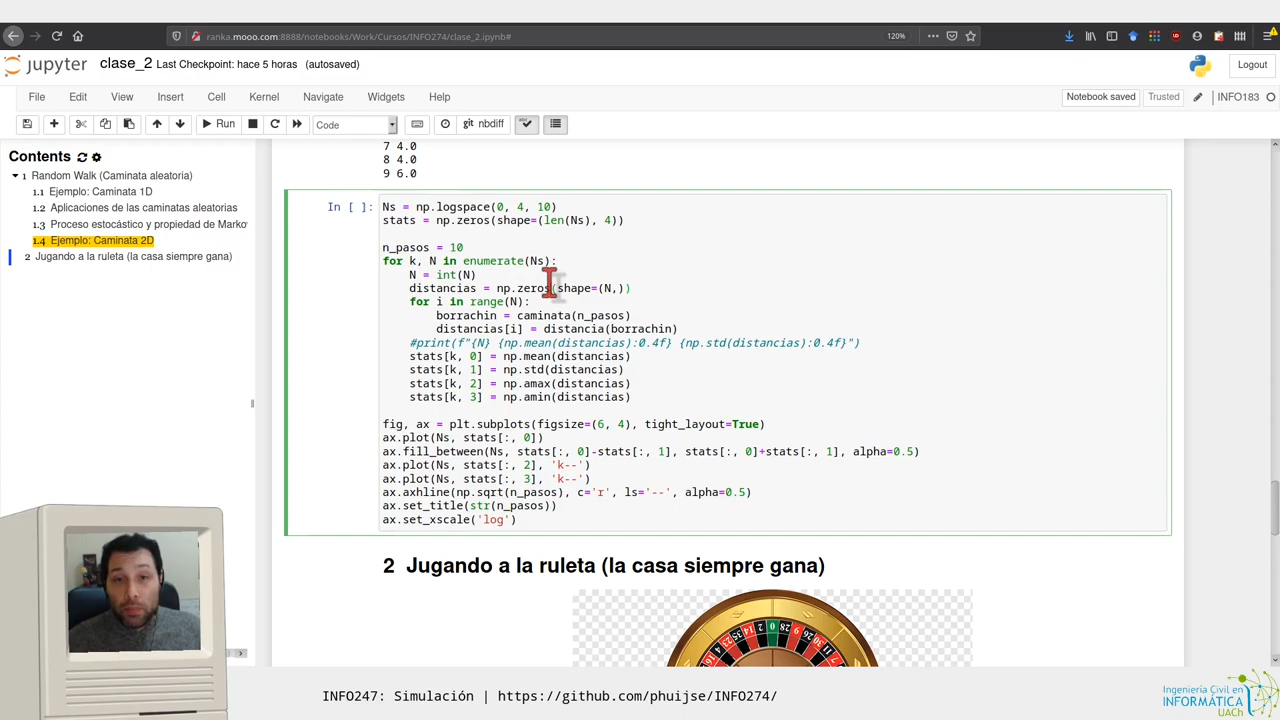 ranka.mooo.com:8888/notebooks/Work/Cursos/INFO274/clase_2.ipynb#
120%
jupyter clase_2 Last Checkpoint: hace 5 horas (autosaved)
Logout
File Edit View Insert Cell Kernel Navigate Widgets Help
Notebook saved Trusted INFO183
Run Code git nbdiff
Contents
1 Random Walk (Caminata aleatoria)
1.1 Ejemplo: Caminata 1D
1.2 Aplicaciones de las caminatas aleatorias
1.3 Proceso estocástico y propiedad de Marko
1.4 Ejemplo: Caminata 2D
2 Jugando a la ruleta (la casa siempre gana)
7 4.0
8 4.0
9 6.0
In [ ]:
Ns = np.logspace(0, 4, 10)
stats = np.zeros(shape=(len(Ns), 4))
n_pasos = 10
for k, N in enumerate(Ns):
    N = int(N)
    distancias = np.zeros(shape=(N,))
    for i in range(N):
        borrachin = caminata(n_pasos)
        distancias[i] = distancia(borrachin)
    #print(f"{N} {np.mean(distancias):0.4f} {np.std(distancias):0.4f}")
    stats[k, 0] = np.mean(distancias)
    stats[k, 1] = np.std(distancias)
    stats[k, 2] = np.amax(distancias)
    stats[k, 3] = np.amin(distancias)
fig, ax = plt.subplots(figsize=(6, 4), tight_layout=True)
ax.plot(Ns, stats[:, 0])
ax.fill_between(Ns, stats[:, 0]-stats[:, 1], stats[:, 0]+stats[:, 1], alpha=0.5)
ax.plot(Ns, stats[:, 2], 'k--')
ax.plot(Ns, stats[:, 3], 'k--')
ax.axhline(np.sqrt(n_pasos), c='r', ls='--', alpha=0.5)
ax.set_title(str(n_pasos))
ax.set_xscale('log')
2 Jugando a la ruleta (la casa siempre gana)
0 28 9 26 30
14 2
35 23
INFO247: Simulación | https://github.com/phuijse/INFO274/
Ingeniería Civil en
INFORMÁTICA
UACh